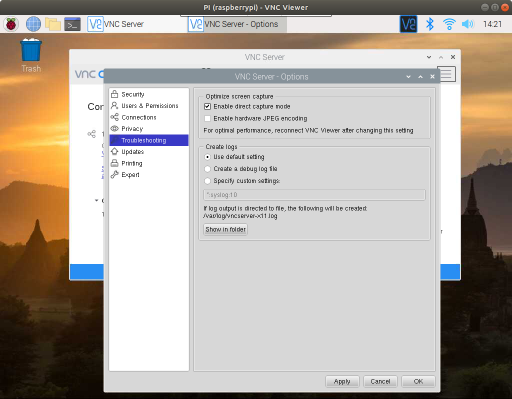 PI (raspberrypi) - VNC Viewer
VNC Server
VNC Server - Options
14:21
Trash
VNC Server
VNC Server - Options
Security
Users & Permissions
Connections
Privacy
Troubleshooting
Updates
Printing
Expert
Optimize screen capture
Enable direct capture mode
Enable hardware JPEG encoding
For optimal performance, reconnect VNC Viewer after changing this setting
Create logs
Use default setting
Create a debug log file
Specify custom settings:
*:syslog:10
If log output is directed to file, the following will be created:
/var/log/vncserver-x11.log
Show in folder
Apply
Cancel
OK